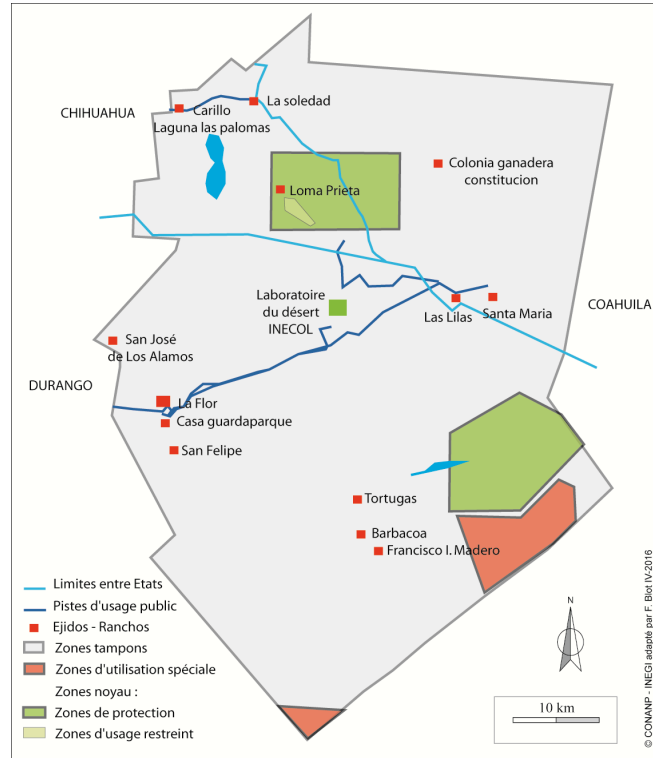 CHIHUAHUA
Carillo
La soledad
Laguna las palomas
Colonia ganadera
constitucion
Loma Prieta
Laboratoire
du désert
INECOL
Las Lilas
Santa Maria
COAHUILA
San José
de Los Alamos
DURANGO
La Flor
Casa guardaparque
San Felipe
Tortugas
Barbacoa
Francisco I. Madero
Limites entre Etats
Pistes d'usage public
Ejidos - Ranchos
Zones tampons
Zones d'utilisation spéciale
Zones noyau :
Zones de protection
Zones d'usage restreint
N
10 km
© CONANP - INEGI adapté par F. Blot IV-2016